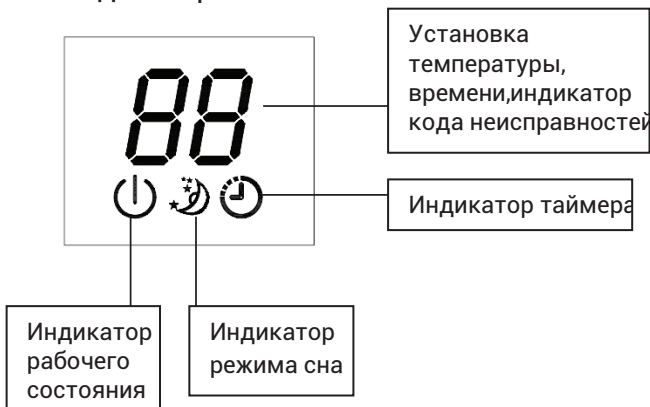 Установка
температуры,
времени,индикатор
кода неисправностей
88
Индикатор таймера
Индикатор
рабочего
состояния
Индикатор
режима сна